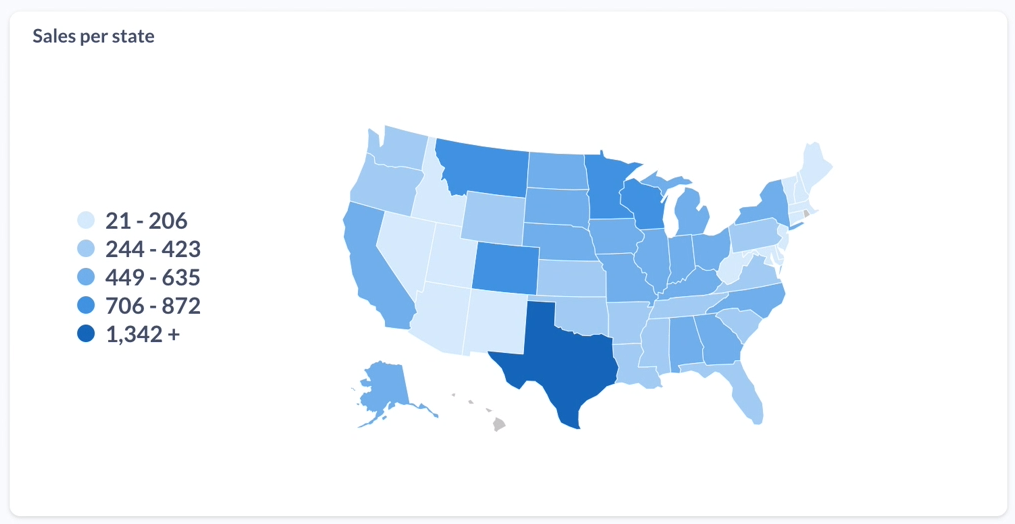 Sales per state
21 - 206
244 - 423
449 - 635
706 - 872
1,342 +